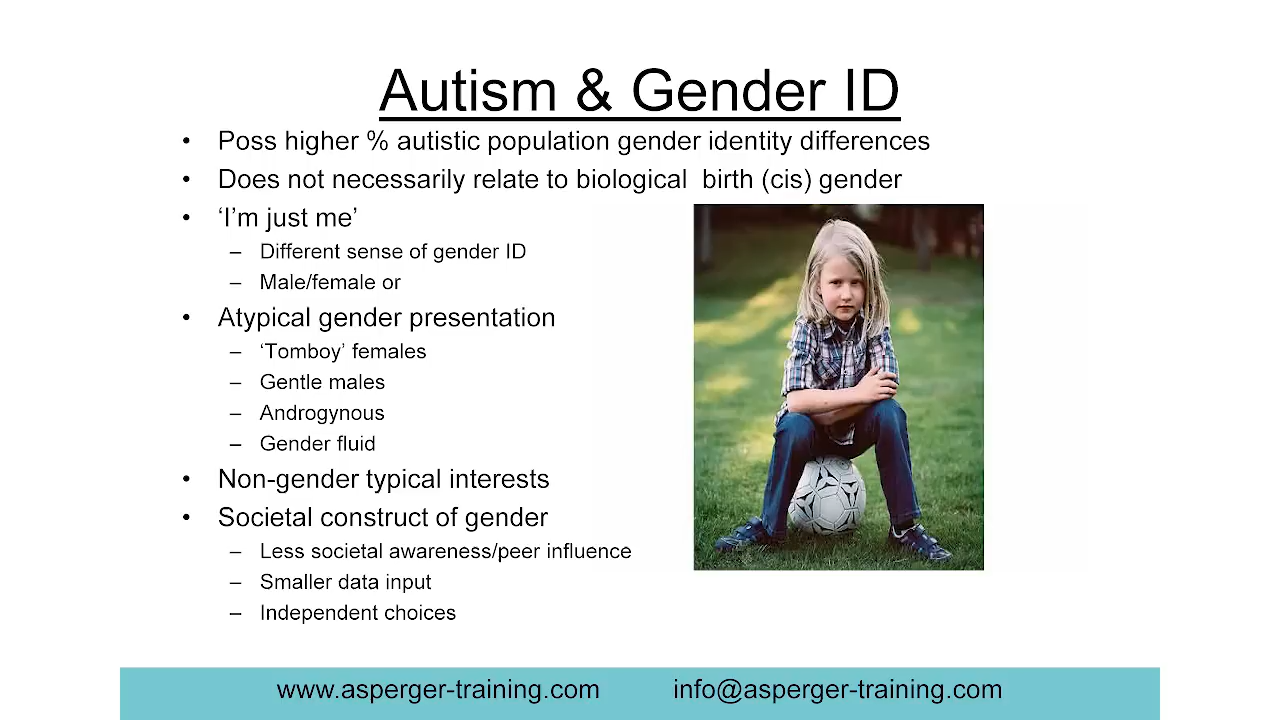 Autism & Gender ID
• Poss higher % autistic population gender identity differences
• Does not necessarily relate to biological birth (cis) gender
• ‘I’m just me’
– Different sense of gender ID
– Male/female or
• Atypical gender presentation
– ‘Tomboy’ females
– Gentle males
– Androgynous
– Gender fluid
• Non-gender typical interests
• Societal construct of gender
– Less societal awareness/peer influence
– Smaller data input
– Independent choices
www.asperger-training.com info@asperger-training.com